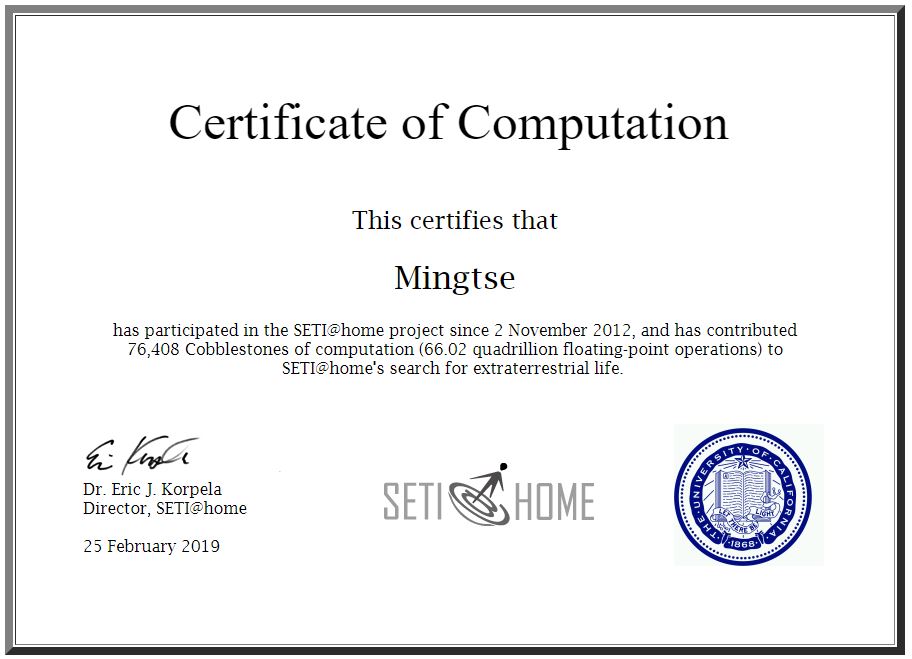 Certificate of Computation
This certifies that
Mingtse
has participated in the SETI@home project since 2 November 2012, and has contributed
76,408 Cobblestones of computation (66.02 quadrillion floating-point operations) to
SETI@home's search for extraterrestrial life.
Dr. Eric J. Korpela
Director, SETI@home
25 February 2019
SETI HOME
THE·UNIVERSITY·OF·CALIFORNIA·
LET THERE BE LIGHT
·1868·